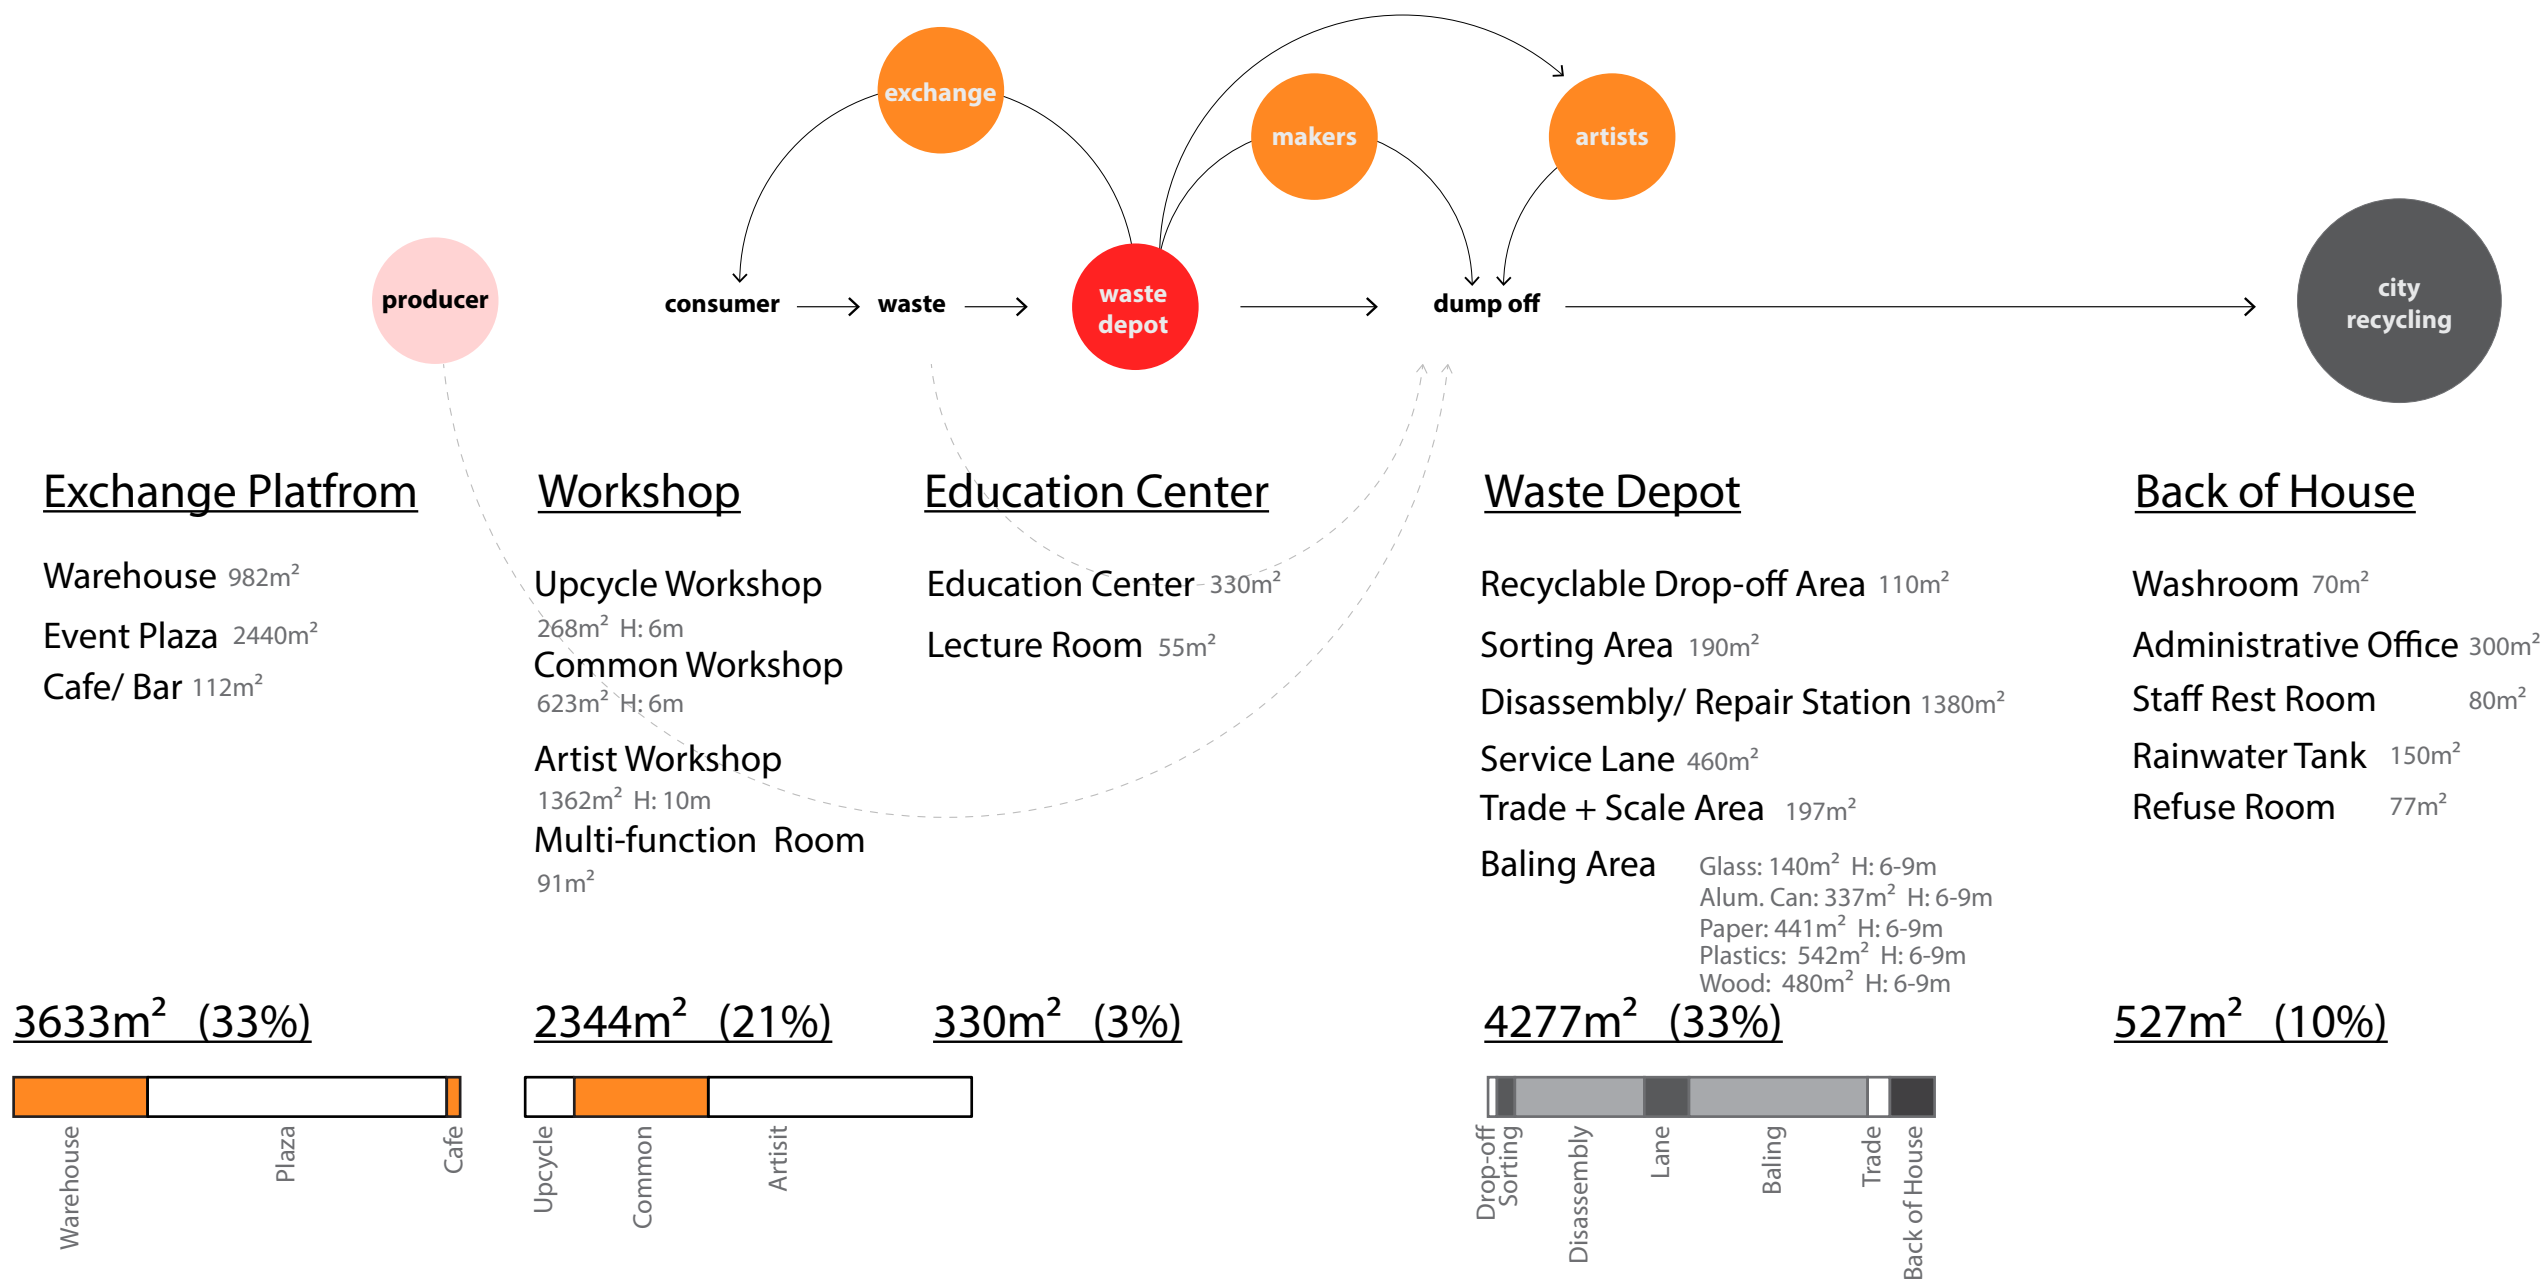 exchange
makers
artists
producer
consumer
waste
waste
depot
dump off
city
recycling
Exchange Platfrom
Warehouse 982m²
Event Plaza 2440m²
Cafe/ Bar 112m²
Workshop
Upcycle Workshop
268m² H: 6m
Common Workshop
623m² H: 6m
Artist Workshop
1362m² H: 10m
Multi-function Room
91m²
Education Center
Education Center 330m²
Lecture Room 55m²
Waste Depot
Recyclable Drop-off Area 110m²
Sorting Area 190m²
Disassembly/ Repair Station 1380m²
Service Lane 460m²
Trade + Scale Area 197m²
Baling Area
Glass: 140m² H: 6-9m
Alum. Can: 337m² H: 6-9m
Paper: 441m² H: 6-9m
Plastics: 542m² H: 6-9m
Wood: 480m² H: 6-9m
Back of House
Washroom 70m²
Administrative Office 300m²
Staff Rest Room 80m²
Rainwater Tank 150m²
Refuse Room 77m²
3633m² (33%)
2344m² (21%)
330m² (3%)
4277m² (33%)
527m² (10%)
Warehouse
Plaza
Cafe
Upcycle
Common
Artisit
Drop-off
Sorting
Disassembly
Lane
Baling
Trade
Back of House